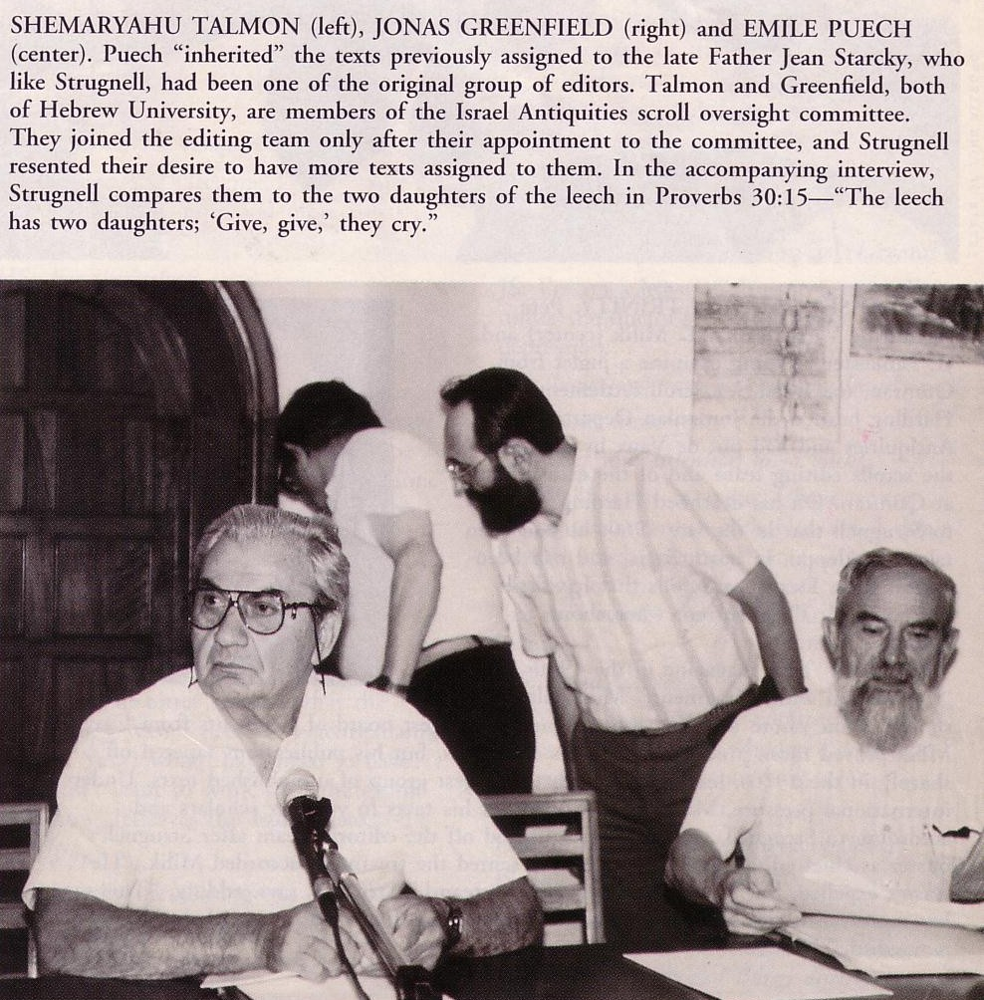 SHEMARYAHU TALMON (left), JONAS GREENFIELD (right) and EMILE PUECH
(center). Puech “inherited” the texts previously assigned to the late Father Jean Starcky, who
like Strugnell, had been one of the original group of editors. Talmon and Greenfield, both
of Hebrew University, are members of the Israel Antiquities scroll oversight committee.
They joined the editing team only after their appointment to the committee, and Strugnell
resented their desire to have more texts assigned to them. In the accompanying interview,
Strugnell compares them to the two daughters of the leech in Proverbs 30:15—“The leech
has two daughters; ‘Give, give,’ they cry.”